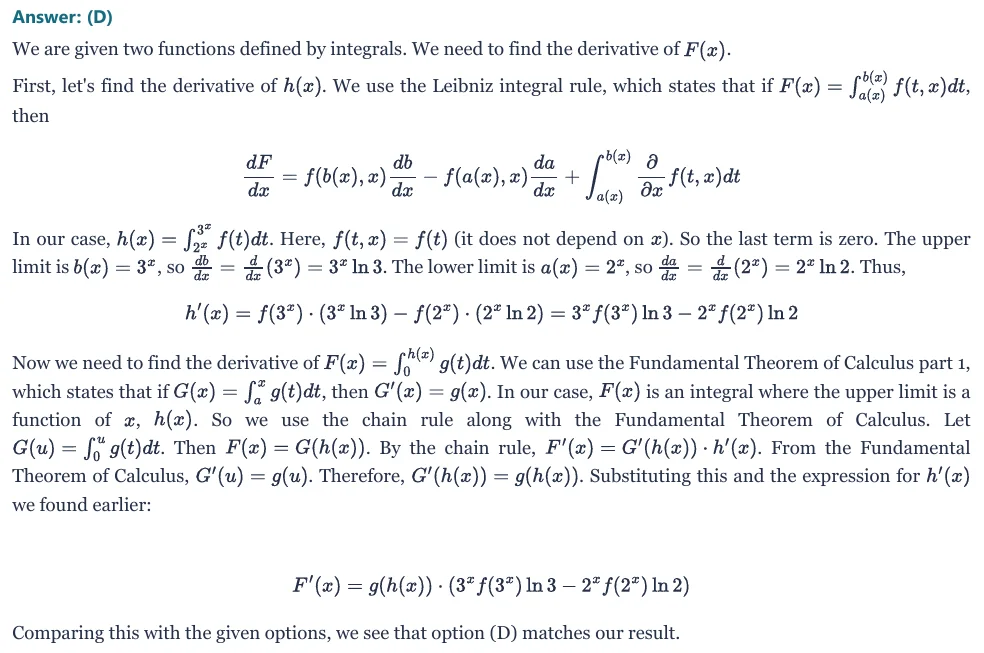 Answer: (D)
We are given two functions defined by integrals. We need to find the derivative of F(x).
First, let's find the derivative of h(x). We use the Leibniz integral rule, which states that if F(x) = ∫_{a(x)}^{b(x)} f(t, x)dt,
then
dF/dx = f(b(x), x) db/dx − f(a(x), x) da/dx + ∫_{a(x)}^{b(x)} ∂/∂x f(t, x)dt
In our case, h(x) = ∫_{2^x}^{3^x} f(t)dt. Here, f(t, x) = f(t) (it does not depend on x). So the last term is zero. The upper
limit is b(x) = 3^x, so db/dx = d/dx (3^x) = 3^x ln 3. The lower limit is a(x) = 2^x, so da/dx = d/dx (2^x) = 2^x ln 2. Thus,
h′(x) = f(3^x) · (3^x ln 3) − f(2^x) · (2^x ln 2) = 3^x f(3^x) ln 3 − 2^x f(2^x) ln 2
Now we need to find the derivative of F(x) = ∫_0^{h(x)} g(t)dt. We can use the Fundamental Theorem of Calculus part 1,
which states that if G(x) = ∫_a^x g(t)dt, then G′(x) = g(x). In our case, F(x) is an integral where the upper limit is a
function of x, h(x). So we use the chain rule along with the Fundamental Theorem of Calculus. Let
G(u) = ∫_0^u g(t)dt. Then F(x) = G(h(x)). By the chain rule, F′(x) = G′(h(x)) · h′(x). From the Fundamental
Theorem of Calculus, G′(u) = g(u). Therefore, G′(h(x)) = g(h(x)). Substituting this and the expression for h′(x)
we found earlier:
F′(x) = g(h(x)) · (3^x f(3^x) ln 3 − 2^x f(2^x) ln 2)
Comparing this with the given options, we see that option (D) matches our result.